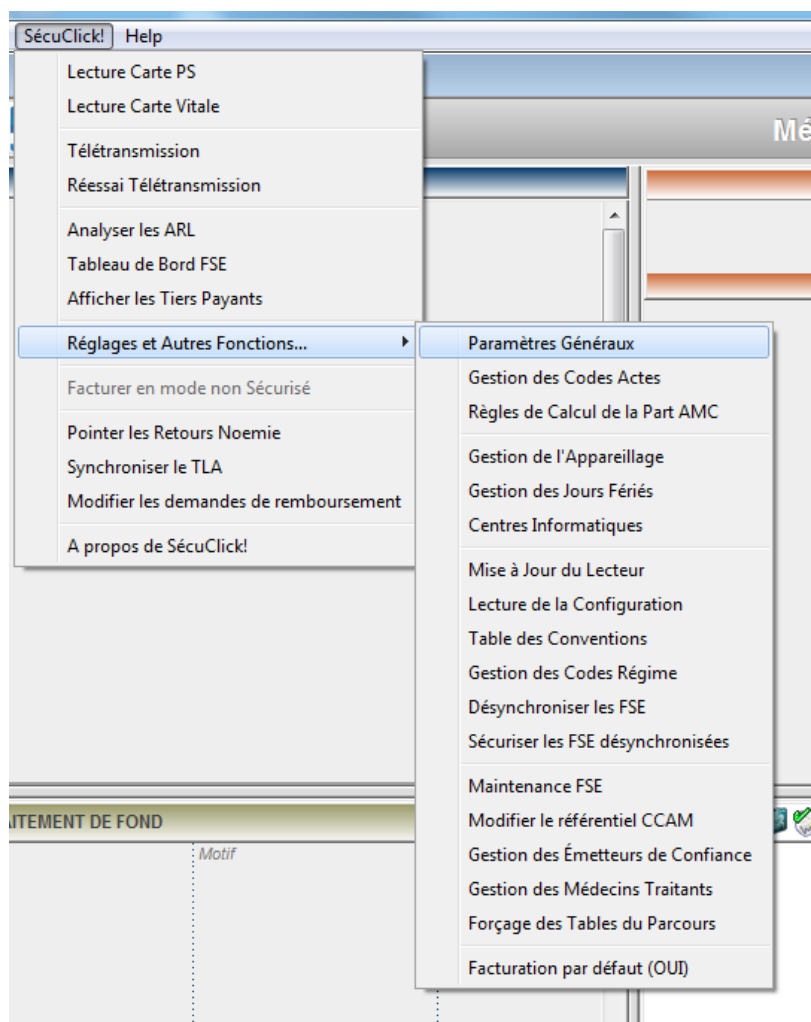 SécuClick! Help
Lecture Carte PS
Lecture Carte Vitale
Mé
Télétransmission
Réessai Télétransmission
Analyser les ARL
Tableau de Bord FSE
Afficher les Tiers Payants
Réglages et Autres Fonctions...
Facturer en mode non Sécurisé
Pointer les Retours Noemie
Synchroniser le TLA
Modifier les demandes de remboursement
A propos de SécuClick!
Paramètres Généraux
Gestion des Codes Actes
Règles de Calcul de la Part AMC
Gestion de l'Appareillage
Gestion des Jours Fériés
Centres Informatiques
Mise à Jour du Lecteur
Lecture de la Configuration
Table des Conventions
Gestion des Codes Régime
Désynchroniser les FSE
Sécuriser les FSE désynchronisées
Maintenance FSE
Modifier le référentiel CCAM
Gestion des Émetteurs de Confiance
Gestion des Médecins Traitants
Forçage des Tables du Parcours
Facturation par défaut (OUI)
AITEMENT DE FOND
Motif